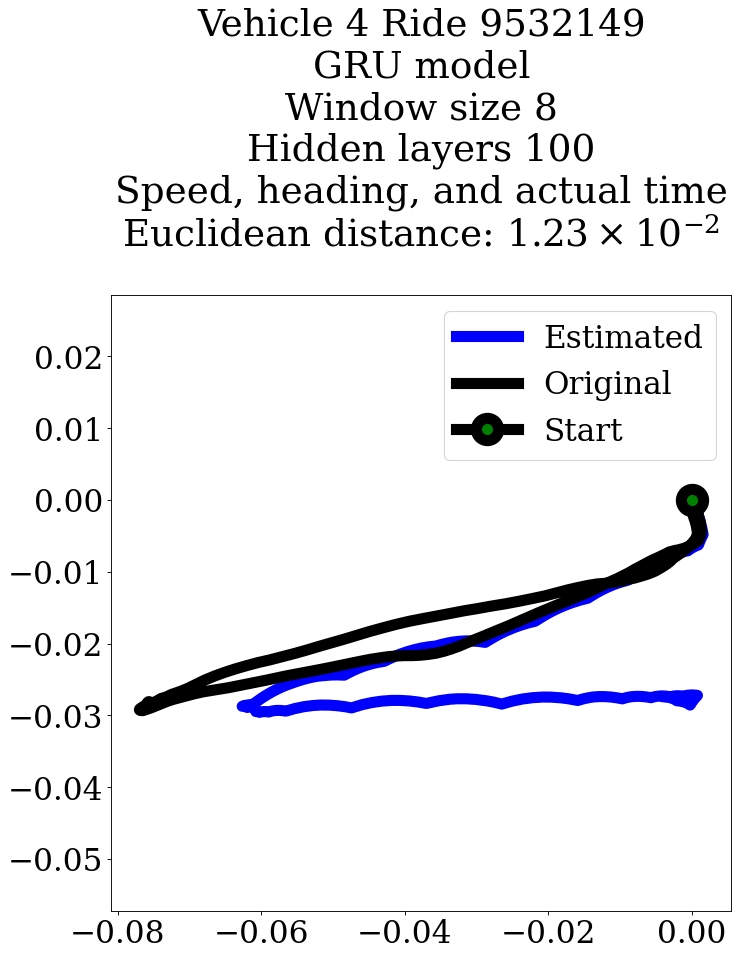 Vehicle 4 Ride 9532149
GRU model
Window size 8
Hidden layers 100
Speed, heading, and actual time
Euclidean distance: 1.23 × 10⁻²
Estimated
Original
Start
0.02
0.01
0.00
−0.01
−0.02
−0.03
−0.04
−0.05
−0.08 −0.06 −0.04 −0.02 0.00